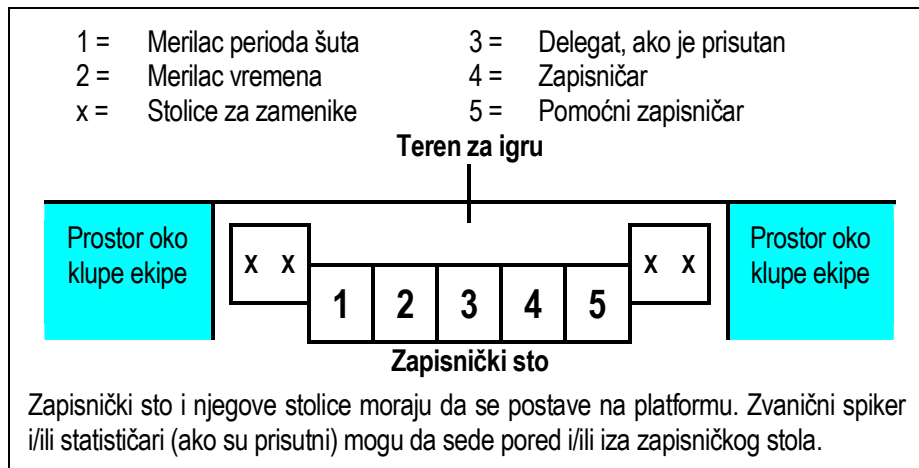 1 = Merilac perioda šuta 3 = Delegat, ako je prisutan
2 = Merilac vremena 4 = Zapisničar
x = Stolice za zamenike 5 = Pomoćni zapisničar
Teren za igru
Prostor oko
klupe ekipe
x x
1 2 3 4 5
x x
Prostor oko
klupe ekipe
Zapisnički sto
Zapisnički sto i njegove stolice moraju da se postave na platformu. Zvanični spiker
i/ili statističari (ako su prisutni) mogu da sede pored i/ili iza zapisničkog stola.